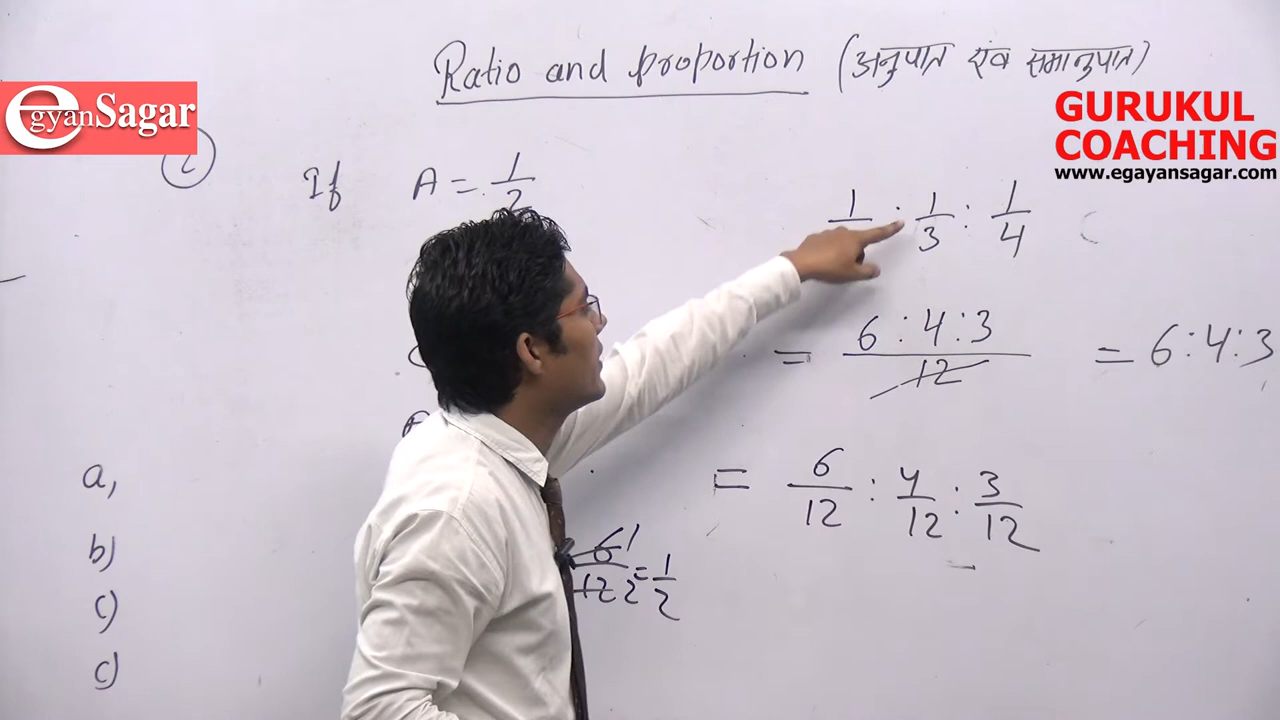 Ratio and proportion (अनुपात एंव समानुपात)
egyanSagar
GURUKUL
COACHING
www.egayansagar.com
If A = 1/2
1 : 1/3 : 1/4
= 6 : 4 : 3 / 12 = 6:4:3
a,
= 6/12 : 4/12 : 3/12
b)
6/12 1/2 = 1/2
c)
c)